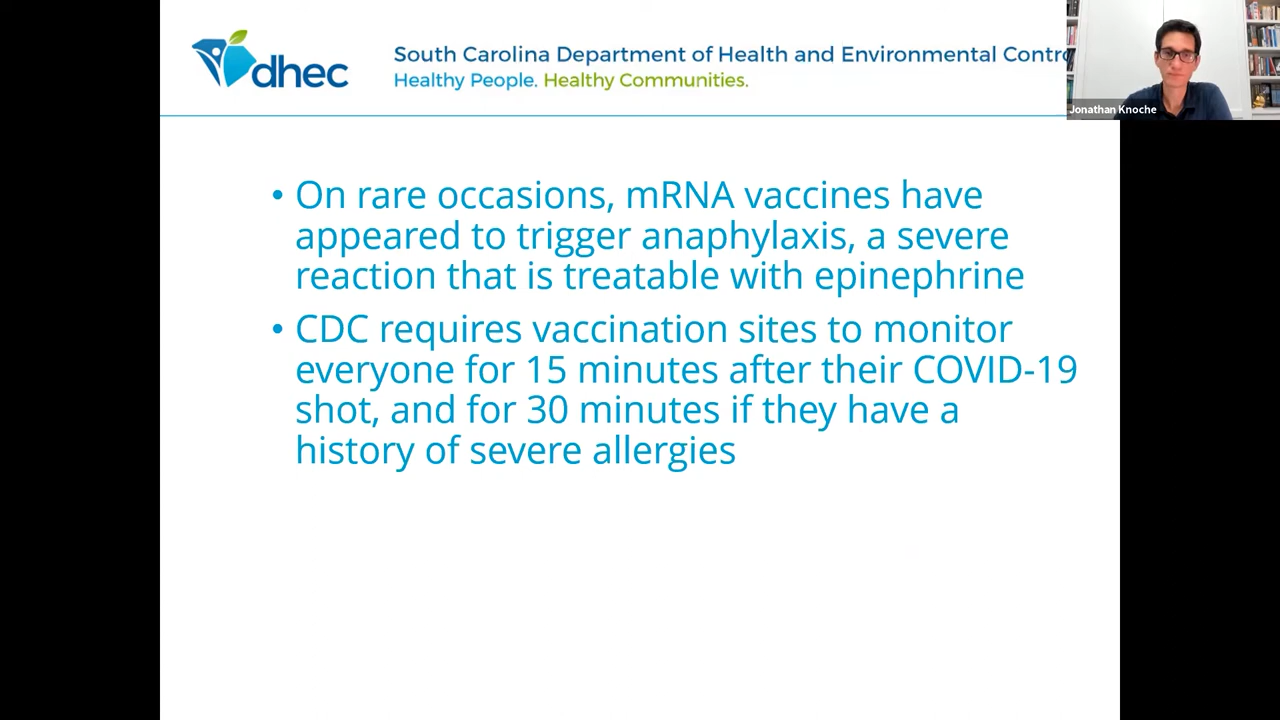 dhec
South Carolina Department of Health and Environmental Contro
Healthy People. Healthy Communities.
Jonathan Knoche
• On rare occasions, mRNA vaccines have
appeared to trigger anaphylaxis, a severe
reaction that is treatable with epinephrine
• CDC requires vaccination sites to monitor
everyone for 15 minutes after their COVID-19
shot, and for 30 minutes if they have a
history of severe allergies